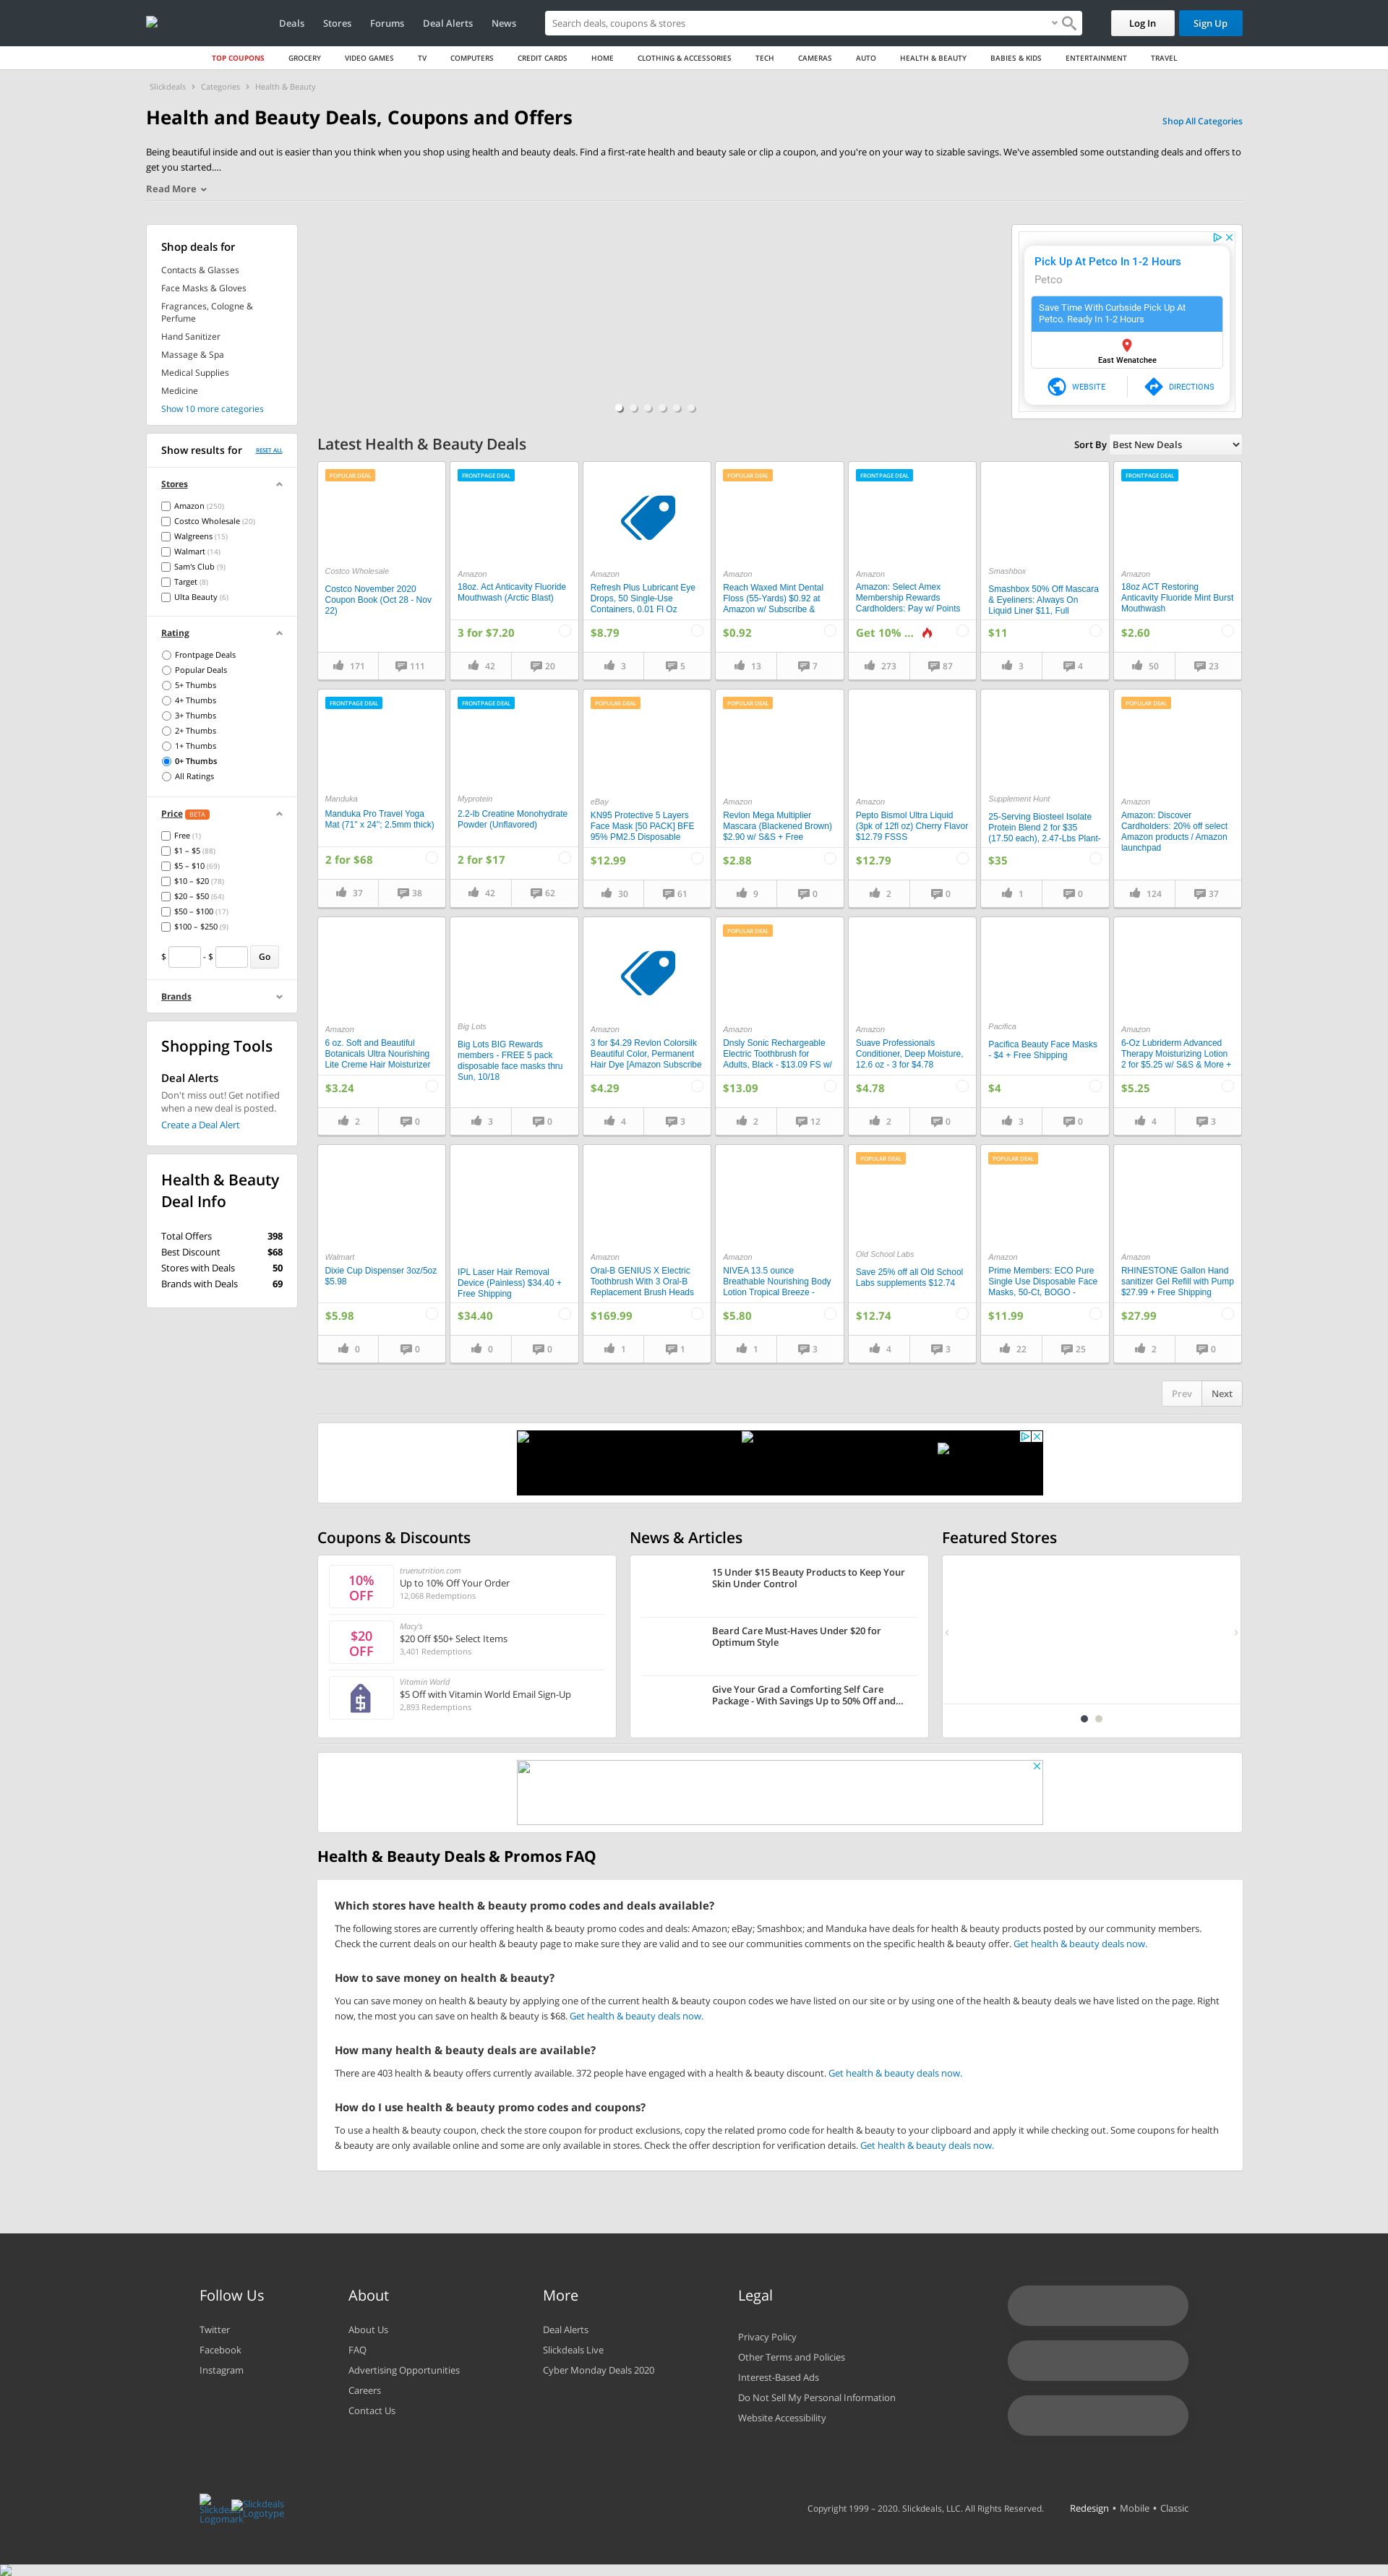 Deals
Stores
Forums
Deal Alerts
News
Search deals, coupons & stores
Log In
Sign Up
TOP COUPONS
GROCERY
VIDEO GAMES
TV
COMPUTERS
CREDIT CARDS
HOME
CLOTHING & ACCESSORIES
TECH
CAMERAS
AUTO
HEALTH & BEAUTY
BABIES & KIDS
ENTERTAINMENT
TRAVEL
Slickdeals > Categories > Health & Beauty
Health and Beauty Deals, Coupons and Offers
Shop All Categories
Being beautiful inside and out is easier than you think when you shop using health and beauty deals. Find a first-rate health and beauty sale or clip a coupon, and you're on your way to sizable savings. We've assembled some outstanding deals and offers to
get you started....
Read More
Shop deals for
Contacts & Glasses
Face Masks & Gloves
Fragrances, Cologne &
Perfume
Hand Sanitizer
Massage & Spa
Medical Supplies
Medicine
Show 10 more categories
Pick Up At Petco In 1-2 Hours
Petco
Save Time With Curbside Pick Up At
Petco. Ready In 1-2 Hours
East Wenatchee
WEBSITE
DIRECTIONS
Show results for
RESET ALL
Stores
Amazon (250)
Costco Wholesale (20)
Walgreens (15)
Walmart (14)
Sam's Club (9)
Target (8)
Ulta Beauty (6)
Rating
Frontpage Deals
Popular Deals
5+ Thumbs
4+ Thumbs
3+ Thumbs
2+ Thumbs
1+ Thumbs
0+ Thumbs
All Ratings
Price BETA
Free (1)
$1 – $5 (88)
$5 – $10 (69)
$10 – $20 (78)
$20 – $50 (64)
$50 – $100 (17)
$100 – $250 (9)
$ - $ Go
Brands
Shopping Tools
Deal Alerts
Don't miss out! Get notified
when a new deal is posted.
Create a Deal Alert
Health & Beauty
Deal Info
Total Offers 398
Best Discount $68
Stores with Deals 50
Brands with Deals 69
Latest Health & Beauty Deals
Sort By Best New Deals
POPULAR DEAL
Costco Wholesale
Costco November 2020
Coupon Book (Oct 28 - Nov
22)
171 111
FRONTPAGE DEAL
Amazon
18oz. Act Anticavity Fluoride
Mouthwash (Arctic Blast)
3 for $7.20
42 20
Amazon
Refresh Plus Lubricant Eye
Drops, 50 Single-Use
Containers, 0.01 Fl Oz
$8.79
3 5
POPULAR DEAL
Amazon
Reach Waxed Mint Dental
Floss (55-Yards) $0.92 at
Amazon w/ Subscribe &
$0.92
13 7
FRONTPAGE DEAL
Amazon
Amazon: Select Amex
Membership Rewards
Cardholders: Pay w/ Points
Get 10% ...
273 87
Smashbox
Smashbox 50% Off Mascara
& Eyeliners: Always On
Liquid Liner $11, Full
$11
3 4
FRONTPAGE DEAL
Amazon
18oz ACT Restoring
Anticavity Fluoride Mint Burst
Mouthwash
$2.60
50 23
FRONTPAGE DEAL
Manduka
Manduka Pro Travel Yoga
Mat (71" x 24"; 2.5mm thick)
2 for $68
37 38
FRONTPAGE DEAL
Myprotein
2.2-lb Creatine Monohydrate
Powder (Unflavored)
2 for $17
42 62
POPULAR DEAL
eBay
KN95 Protective 5 Layers
Face Mask [50 PACK] BFE
95% PM2.5 Disposable
$12.99
30 61
POPULAR DEAL
Amazon
Revlon Mega Multiplier
Mascara (Blackened Brown)
$2.90 w/ S&S + Free
$2.88
9 0
Amazon
Pepto Bismol Ultra Liquid
(3pk of 12fl oz) Cherry Flavor
$12.79 FSSS
$12.79
2 0
Supplement Hunt
25-Serving Biosteel Isolate
Protein Blend 2 for $35
(17.50 each), 2.47-Lbs Plant-
$35
1 0
POPULAR DEAL
Amazon
Amazon: Discover
Cardholders: 20% off select
Amazon products / Amazon
launchpad
124 37
Amazon
6 oz. Soft and Beautiful
Botanicals Ultra Nourishing
Lite Creme Hair Moisturizer
$3.24
2 0
Big Lots
Big Lots BIG Rewards
members - FREE 5 pack
disposable face masks thru
Sun, 10/18
3 0
Amazon
3 for $4.29 Revlon Colorsilk
Beautiful Color, Permanent
Hair Dye [Amazon Subscribe
$4.29
4 3
POPULAR DEAL
Amazon
Dnsly Sonic Rechargeable
Electric Toothbrush for
Adults, Black - $13.09 FS w/
$13.09
2 12
Amazon
Suave Professionals
Conditioner, Deep Moisture,
12.6 oz - 3 for $4.78
$4.78
2 0
Pacifica
Pacifica Beauty Face Masks
- $4 + Free Shipping
$4
3 0
Amazon
6-Oz Lubriderm Advanced
Therapy Moisturizing Lotion
2 for $5.25 w/ S&S & More +
$5.25
4 3
Walmart
Dixie Cup Dispenser 3oz/5oz
$5.98
$5.98
0 0
IPL Laser Hair Removal
Device (Painless) $34.40 +
Free Shipping
$34.40
0 0
Amazon
Oral-B GENIUS X Electric
Toothbrush With 3 Oral-B
Replacement Brush Heads
$169.99
1 1
Amazon
NIVEA 13.5 ounce
Breathable Nourishing Body
Lotion Tropical Breeze -
$5.80
1 3
POPULAR DEAL
Old School Labs
Save 25% off all Old School
Labs supplements $12.74
$12.74
4 3
POPULAR DEAL
Amazon
Prime Members: ECO Pure
Single Use Disposable Face
Masks, 50-Ct, BOGO -
$11.99
22 25
Amazon
RHINESTONE Gallon Hand
sanitizer Gel Refill with Pump
$27.99 + Free Shipping
$27.99
2 0
Prev Next
Coupons & Discounts
10%
OFF
truenutrition.com
Up to 10% Off Your Order
12,068 Redemptions
$20
OFF
Macy's
$20 Off $50+ Select Items
3,401 Redemptions
Vitamin World
$5 Off with Vitamin World Email Sign-Up
2,893 Redemptions
News & Articles
15 Under $15 Beauty Products to Keep Your
Skin Under Control
Beard Care Must-Haves Under $20 for
Optimum Style
Give Your Grad a Comforting Self Care
Package - With Savings Up to 50% Off and...
Featured Stores
Health & Beauty Deals & Promos FAQ
Which stores have health & beauty promo codes and deals available?
The following stores are currently offering health & beauty promo codes and deals: Amazon; eBay; Smashbox; and Manduka have deals for health & beauty products posted by our community members.
Check the current deals on our health & beauty page to make sure they are valid and to see our communities comments on the specific health & beauty offer. Get health & beauty deals now.
How to save money on health & beauty?
You can save money on health & beauty by applying one of the current health & beauty coupon codes we have listed on our site or by using one of the health & beauty deals we have listed on the page. Right
now, the most you can save on health & beauty is $68. Get health & beauty deals now.
How many health & beauty deals are available?
There are 403 health & beauty offers currently available. 372 people have engaged with a health & beauty discount. Get health & beauty deals now.
How do I use health & beauty promo codes and coupons?
To use a health & beauty coupon, check the store coupon for product exclusions, copy the related promo code for health & beauty to your clipboard and apply it while checking out. Some coupons for health
& beauty are only available online and some are only available in stores. Check the offer description for verification details. Get health & beauty deals now.
Follow Us
Twitter
Facebook
Instagram
About
About Us
FAQ
Advertising Opportunities
Careers
Contact Us
More
Deal Alerts
Slickdeals Live
Cyber Monday Deals 2020
Legal
Privacy Policy
Other Terms and Policies
Interest-Based Ads
Do Not Sell My Personal Information
Website Accessibility
Slickdeals
Logomark
Slickdeals
Logotype
Copyright 1999 – 2020. Slickdeals, LLC. All Rights Reserved.
Redesign • Mobile • Classic